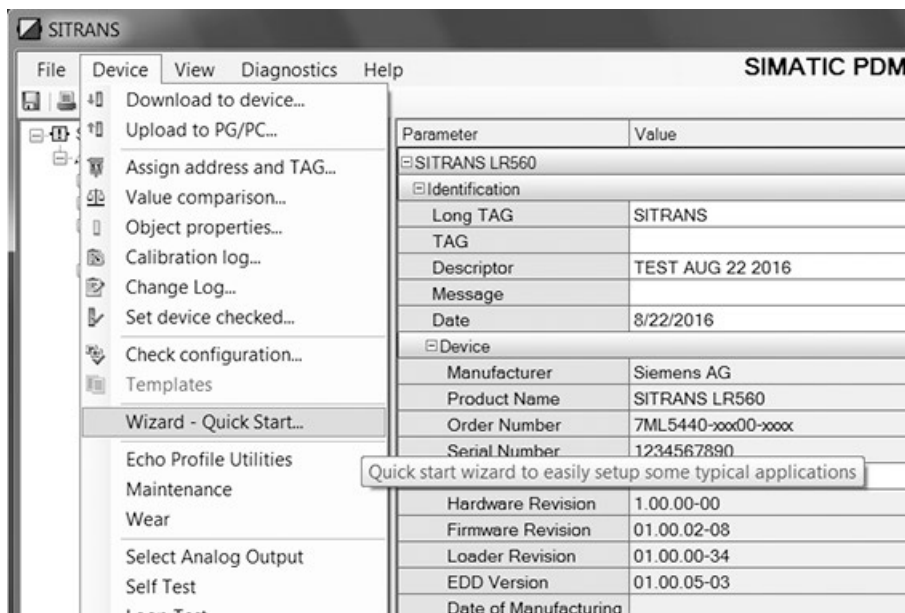 SITRANS
File Device View Diagnostics Help
SIMATIC PDM
Download to device...
Upload to PG/PC...
Assign address and TAG...
Value comparison...
Object properties...
Calibration log...
Change Log...
Set device checked...
Check configuration...
Templates
Wizard - Quick Start...
Echo Profile Utilities
Maintenance
Wear
Select Analog Output
Self Test
Loop Test
Parameter Value
SITRANS LR560
Identification
Long TAG SITRANS
TAG
Descriptor TEST AUG 22 2016
Message
Date 8/22/2016
Device
Manufacturer Siemens AG
Product Name SITRANS LR560
Order Number 7ML5440-xxx00-xxxx
Serial Number 1234567890
Quick start wizard to easily setup some typical applications
Hardware Revision 1.00.00-00
Firmware Revision 01.00.02-08
Loader Revision 01.00.00-34
EDD Version 01.00.05-03
Date of Manufacturing